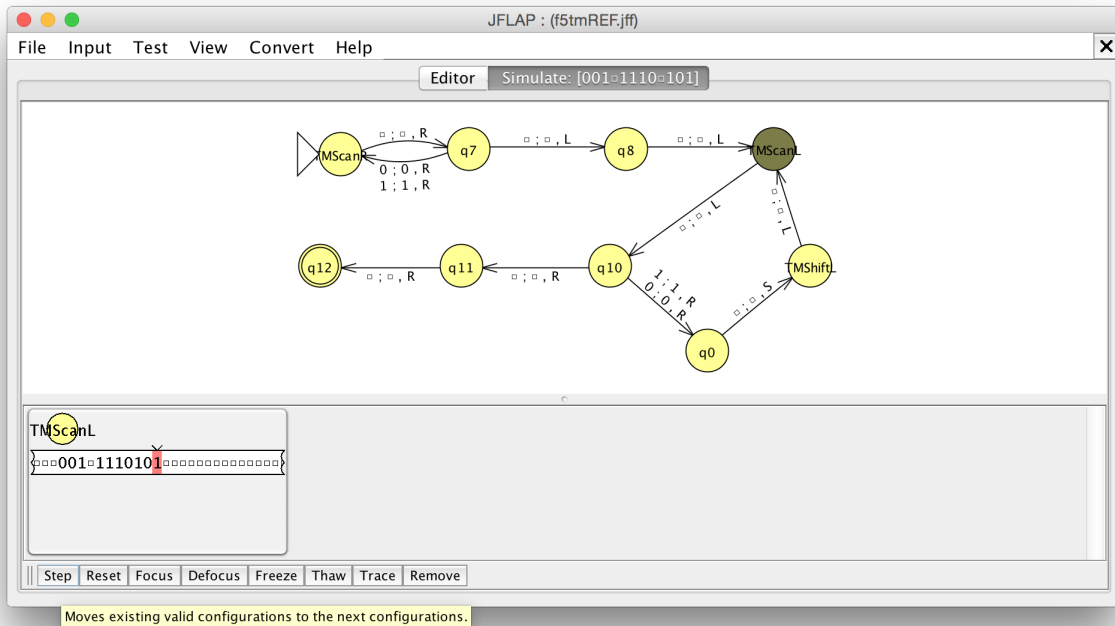 JFLAP : (f5tmREF.jff)
File Input Test View Convert Help
Editor Simulate: [001□1110□101]
□ ; □ , R
0 ; 0 , R
1 ; 1 , R
□ ; □ , L
□ ; □ , L
TMScanR q7 q8 TMScanL
□ ; □ , L
□ ; □ , L
q12 q11 q10 TMShiftL
□ ; □ , R
□ ; □ , R
1 ; 1 , R
0 ; 0 , R
□ ; □ , S
q0
TMScanL
□□□001□1110101□□□□□□□□□□□□□□
Step Reset Focus Defocus Freeze Thaw Trace Remove
Moves existing valid configurations to the next configurations.